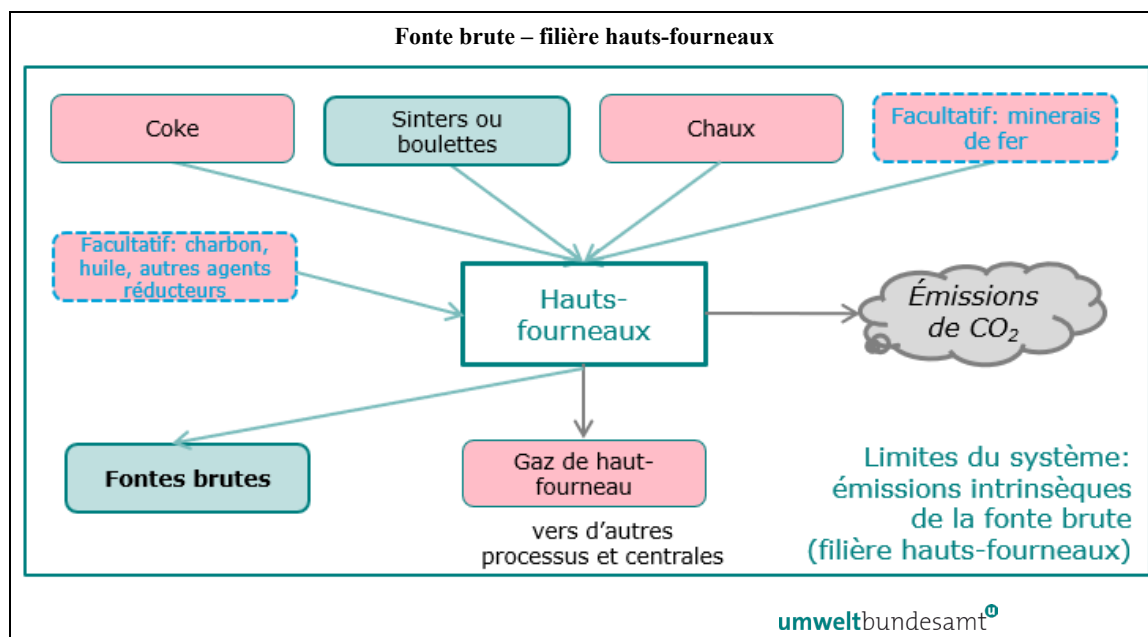 Fonte brute – filière hauts-fourneaux
Coke
Sinters ou
boulettes
Chaux
Facultatif: minerais
de fer
Facultatif: charbon,
huile, autres agents
réducteurs
Hauts-
fourneaux
Émissions
de CO₂
Fontes brutes
Gaz de haut-
fourneau
vers d’autres
processus et centrales
Limites du système:
émissions intrinsèques
de la fonte brute
(filière hauts-fourneaux)
umweltbundesamt
u